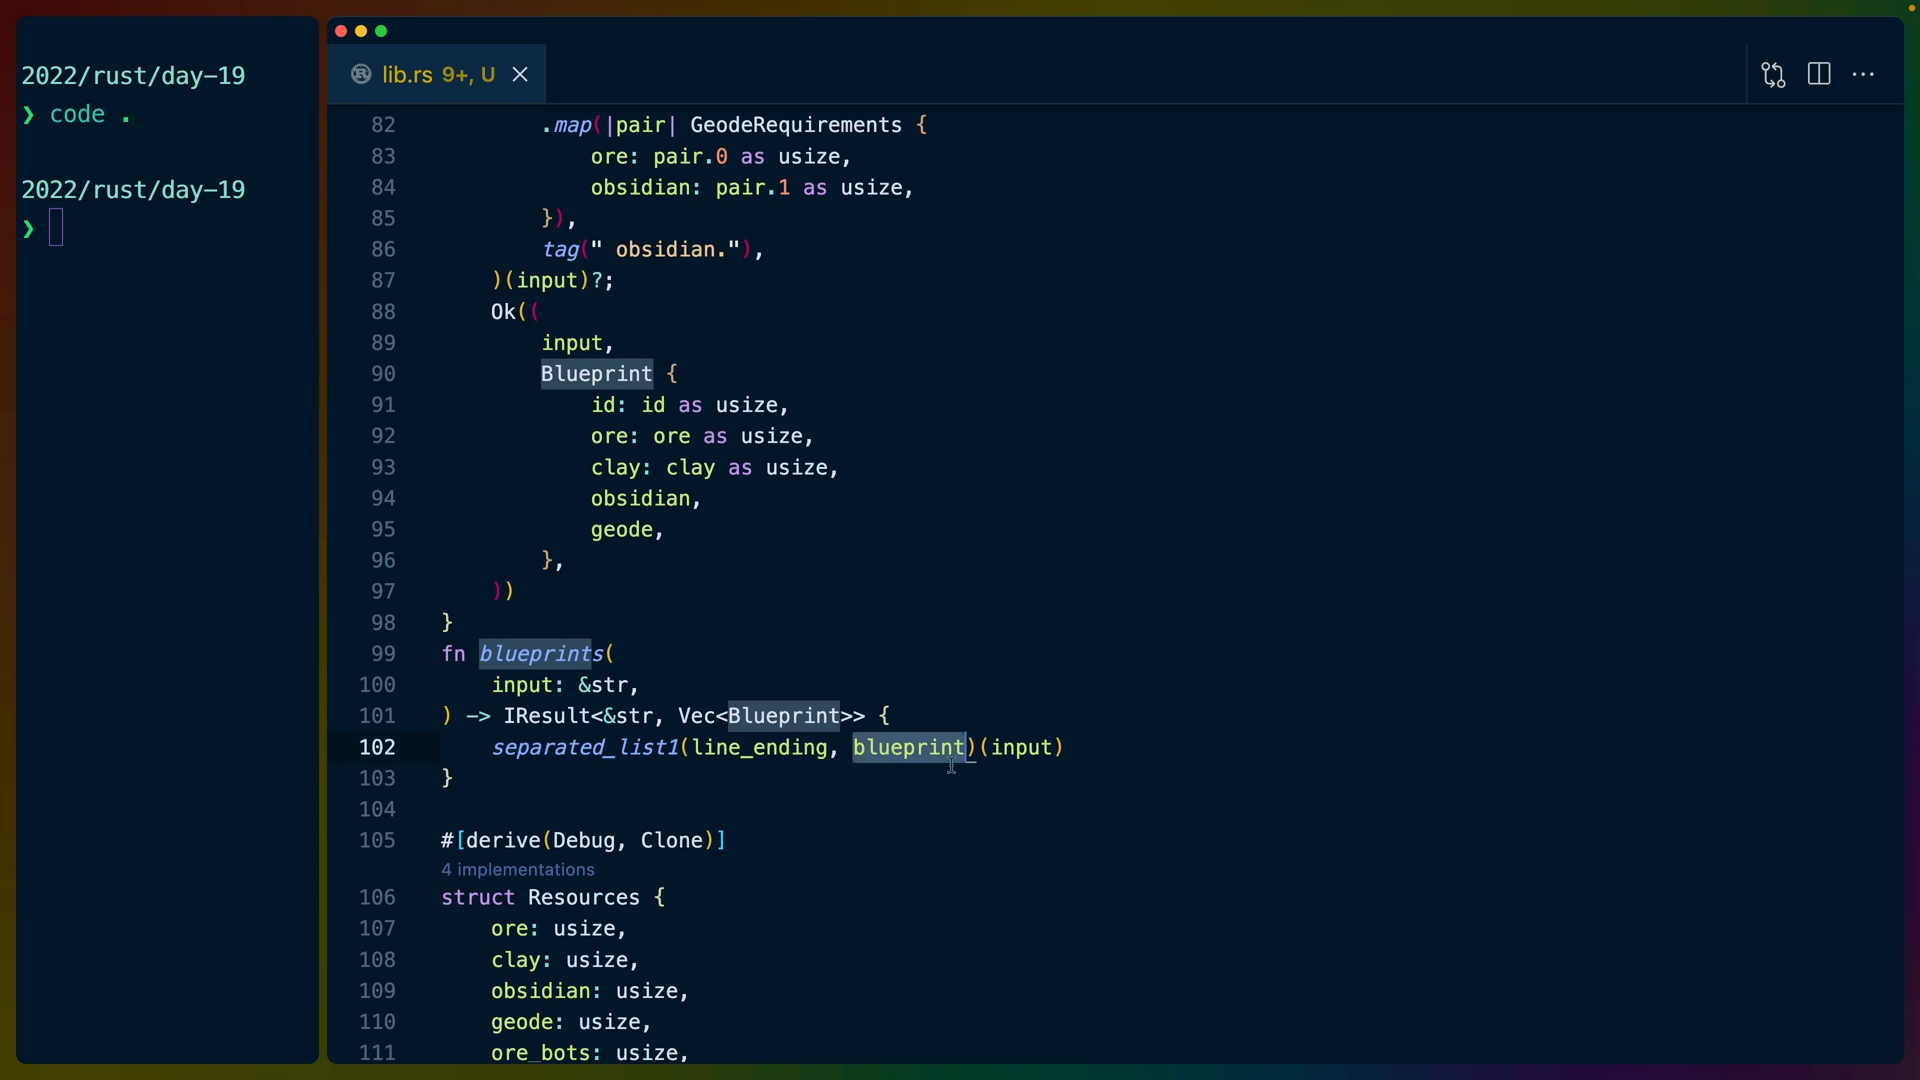 2022/rust/day-19
❯ code .
2022/rust/day-19
❯
lib.rs 9+, U
82 .map(|pair| GeodeRequirements {
83 ore: pair.0 as usize,
84 obsidian: pair.1 as usize,
85 }),
86 tag(" obsidian."),
87 )(input)?;
88 Ok((
89 input,
90 Blueprint {
91 id: id as usize,
92 ore: ore as usize,
93 clay: clay as usize,
94 obsidian,
95 geode,
96 },
97 ))
98 }
99 fn blueprints(
100 input: &str,
101 ) -> IResult<&str, Vec<Blueprint>> {
102 separated_list1(line_ending, blueprint)(input)
103 }
104
105 #[derive(Debug, Clone)]
4 implementations
106 struct Resources {
107 ore: usize,
108 clay: usize,
109 obsidian: usize,
110 geode: usize,
111 ore_bots: usize,